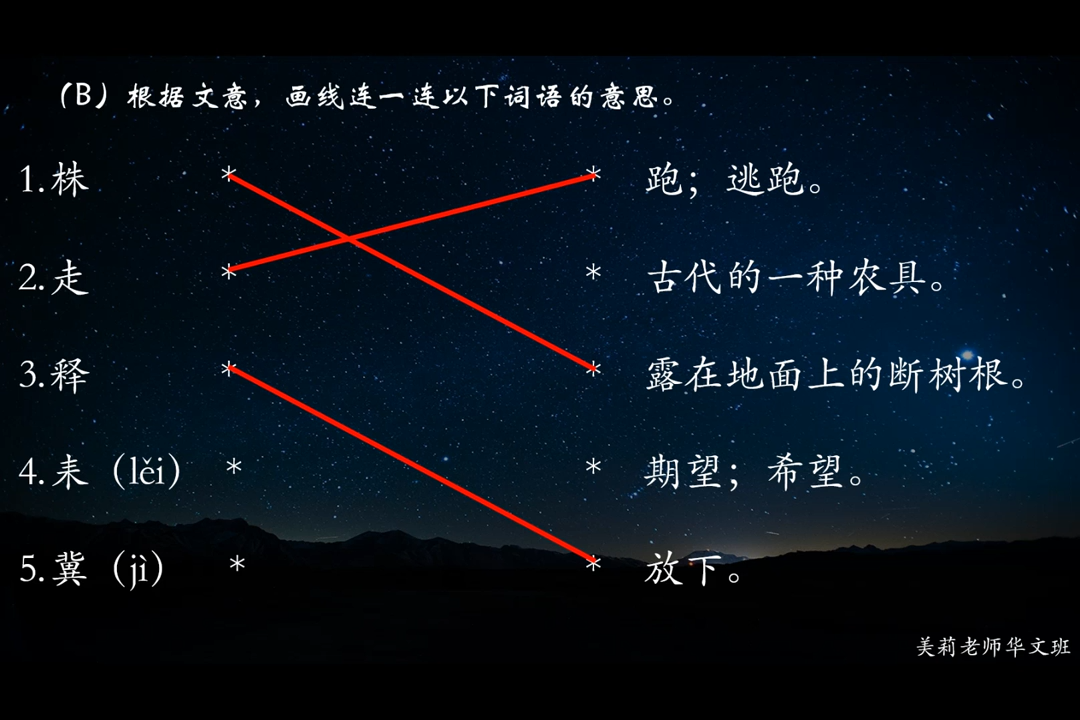 （B）根据文意，画线连一连以下词语的意思。
1.株 * * 跑；逃跑。
2.走 * * 古代的一种农具。
3.释 * * 露在地面上的断树根。
4.耒（lěi） * * 期望；希望。
5.冀（jì） * * 放下。
美莉老师华文班